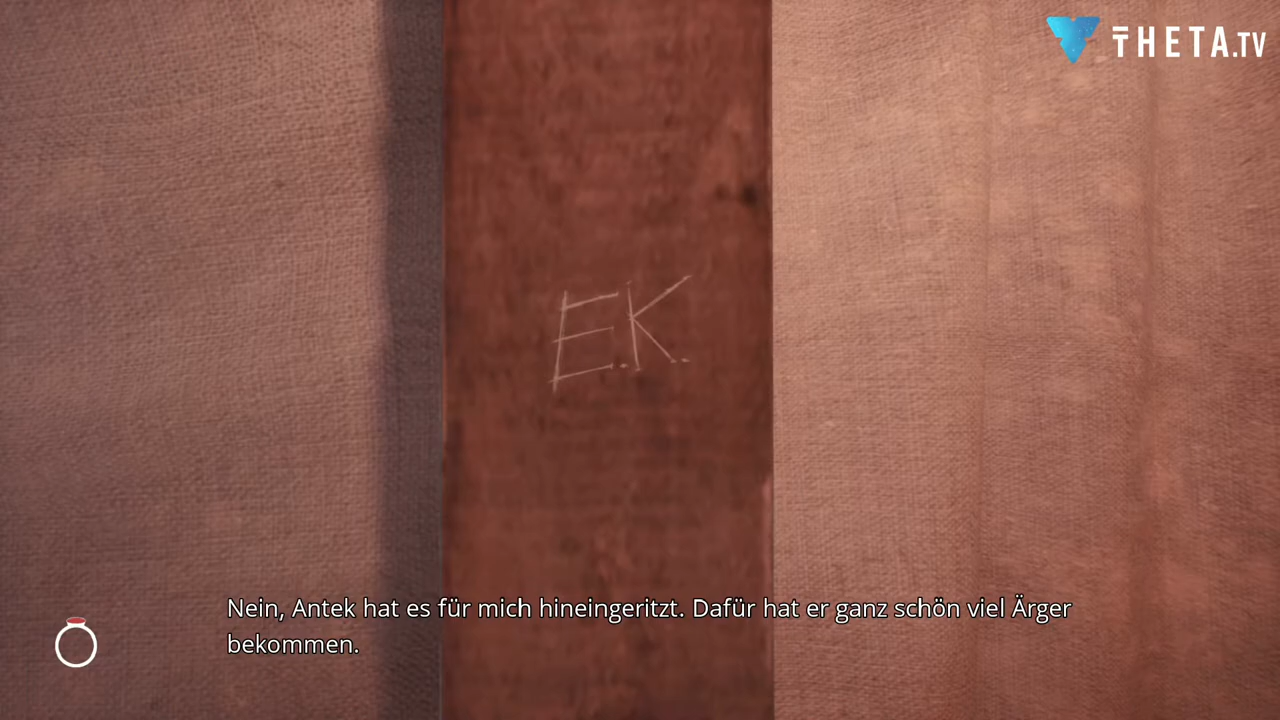 THETA.TV
E.K.
Nein, Antek hat es für mich hineingeritzt. Dafür hat er ganz schön viel Ärger
bekommen.